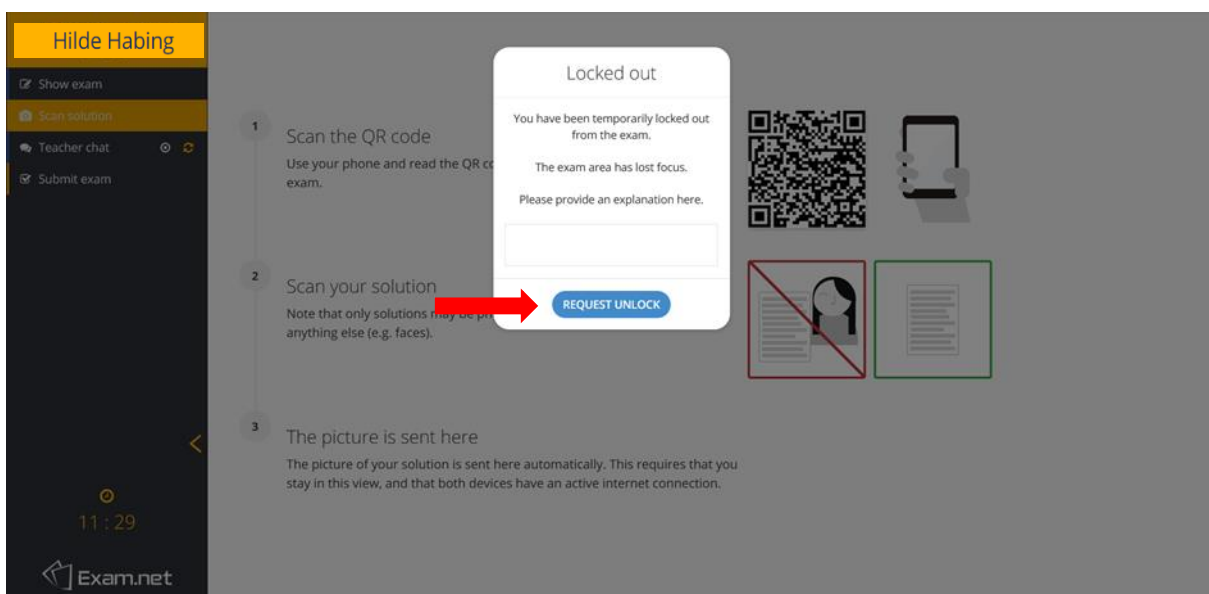 Hilde Habing
Show exam
Scan solution
Teacher chat
Submit exam
11 : 29
Exam.net
1
Scan the QR code
Use your phone and read the QR
exam.
2
Scan your solution
Note that only solutions may be
anything else (e.g. faces).
3
The picture is sent here
The picture of your solution is sent here automatically. This requires that you
stay in this view, and that both devices have an active internet connection.
Locked out
You have been temporarily locked out
from the exam.
The exam area has lost focus.
Please provide an explanation here.
REQUEST UNLOCK